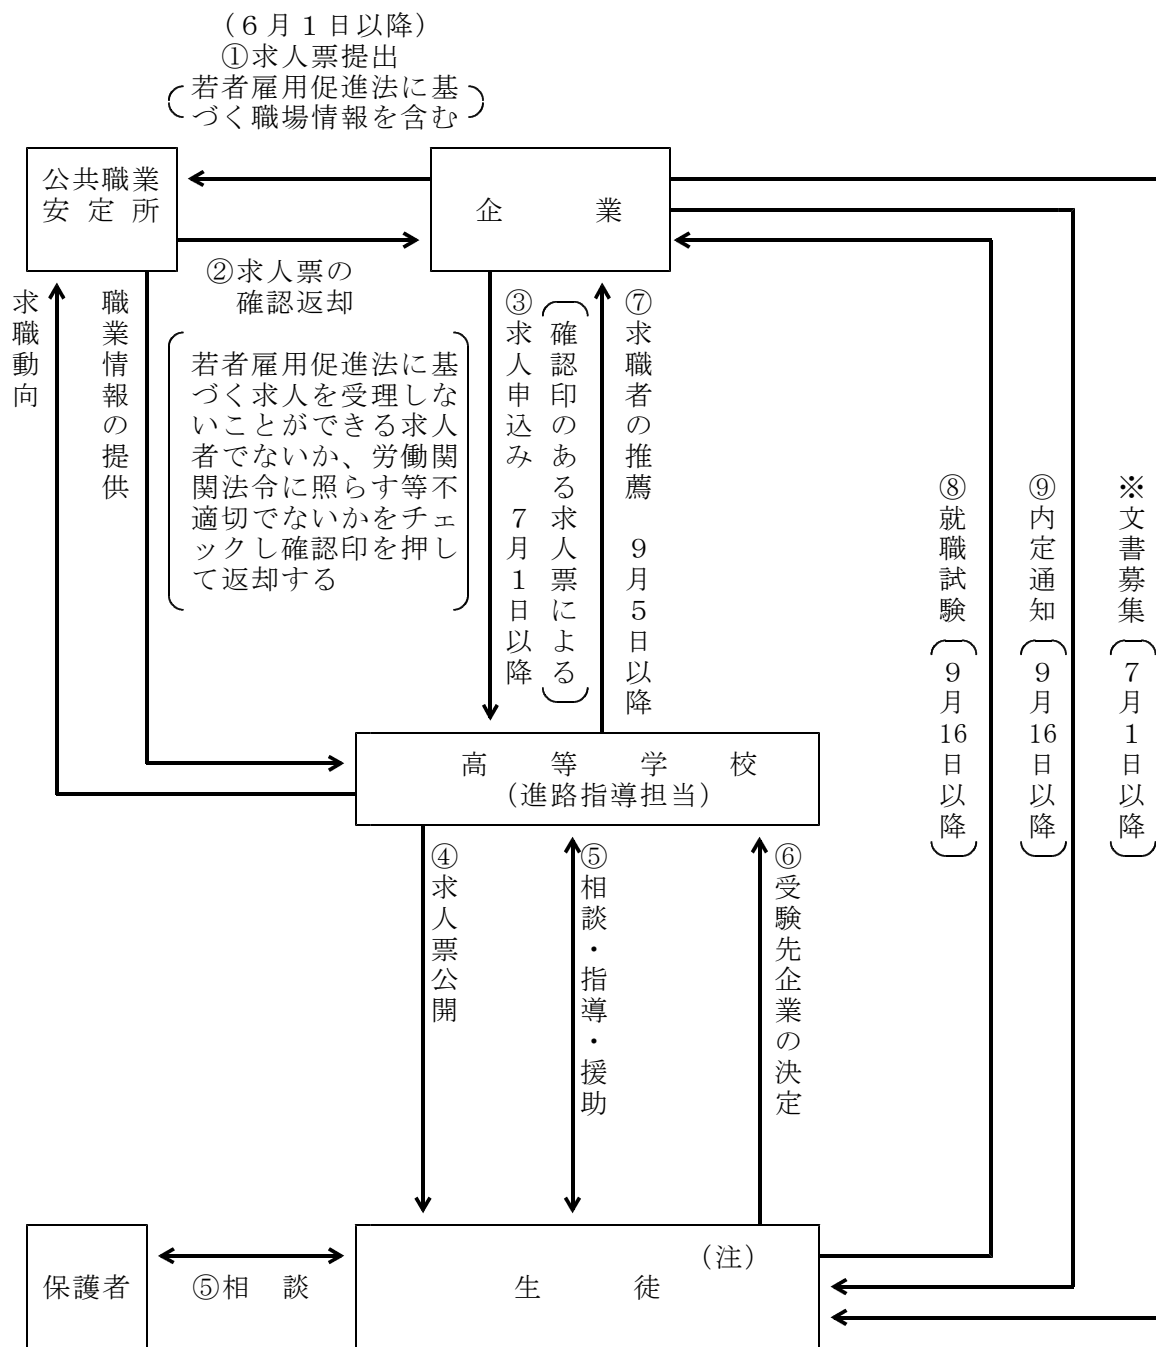 （６月１日以降）
①求人票提出
若者雇用促進法に基
づく職場情報を含む
公共職業
安定所
企業
②求人票の
確認返却
若者雇用促進法に基
づく求人を受理しな
いことができる求人
者でないか、労働関
関法令に照らす等不
適切でないかをチェ
ックし確認印を押し
て返却する
求職動向
職業情報の提供
③求人申込み　７月１日以降
確認印のある求人票による
⑦求職者の推薦　９月５日以降
⑧就職試験（９月16日以降）
⑨内定通知（９月16日以降）
※文書募集（７月１日以降）
高等学校
（進路指導担当）
④求人票公開
⑤相談・指導・援助
⑥受験先企業の決定
保護者
⑤相　談
（注）
生徒